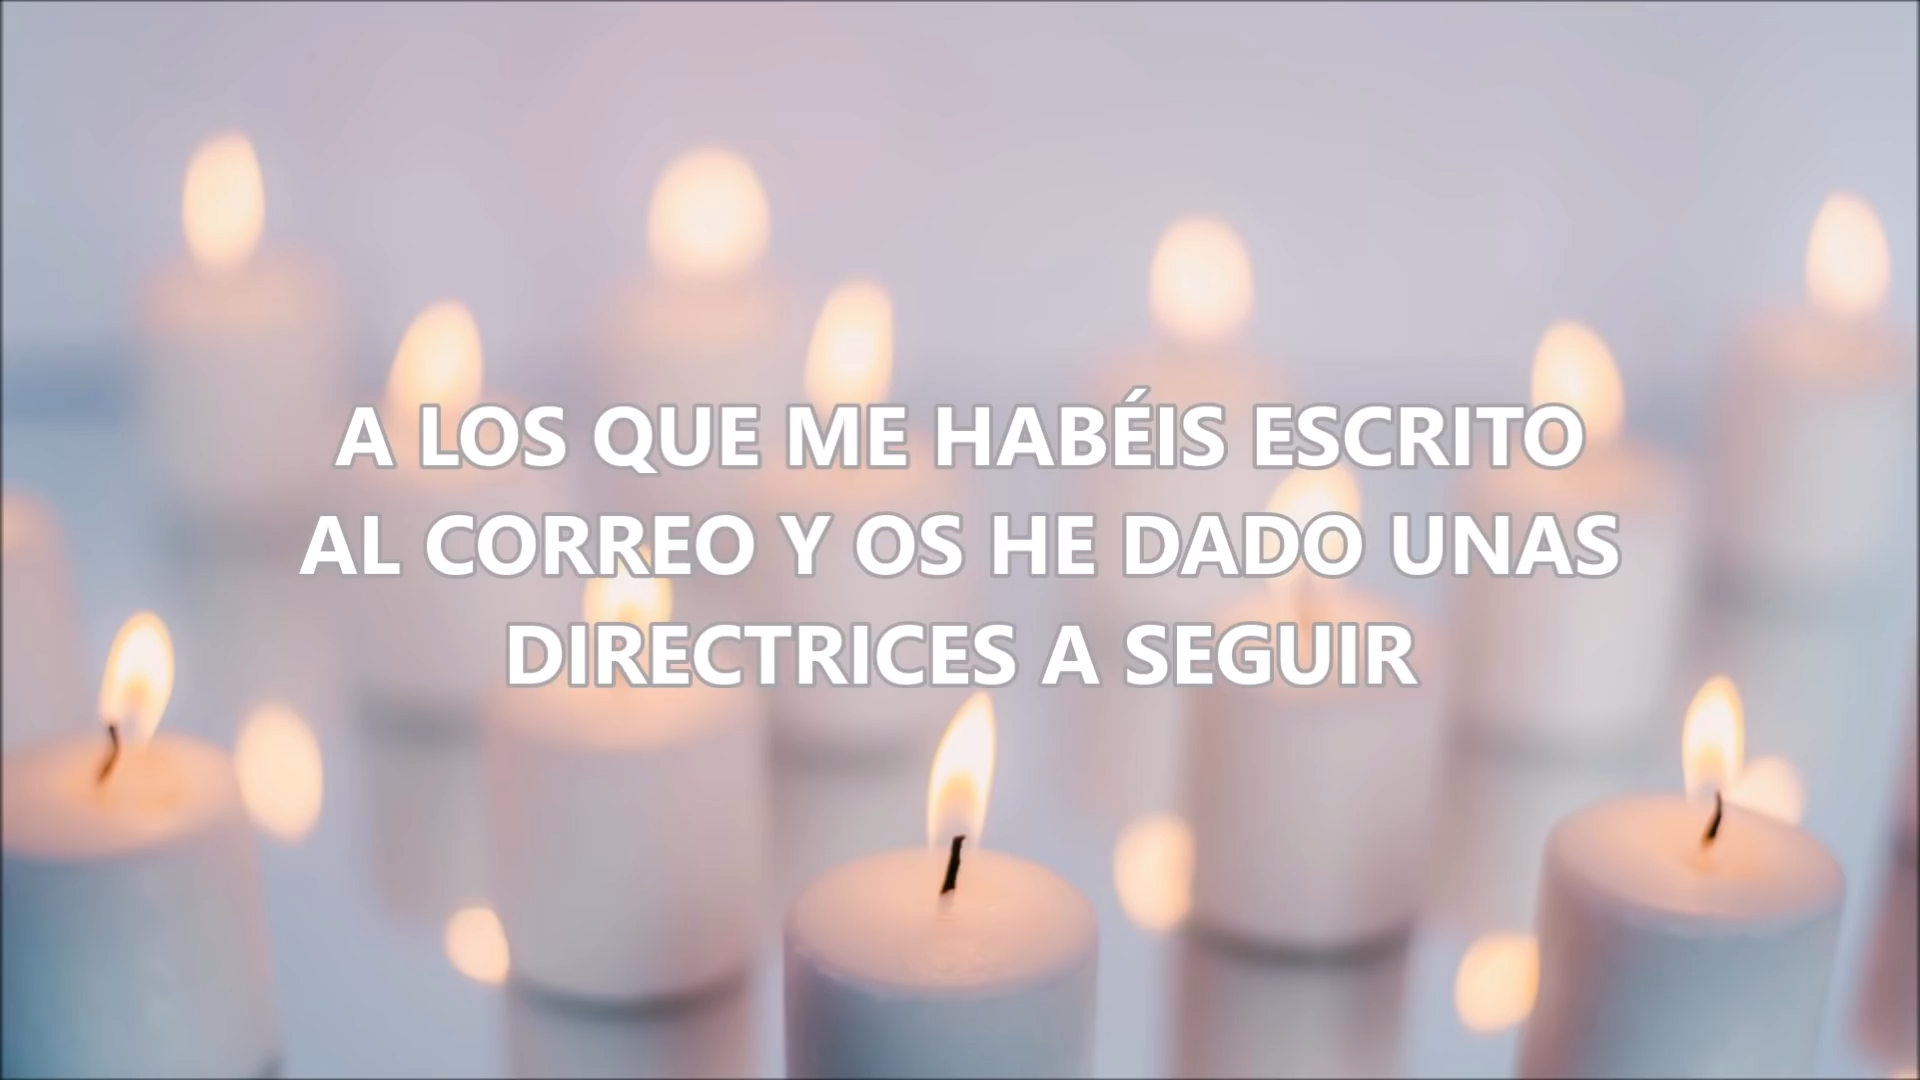 A LOS QUE ME HABÉIS ESCRITO
AL CORREO Y OS HE DADO UNAS
DIRECTRICES A SEGUIR